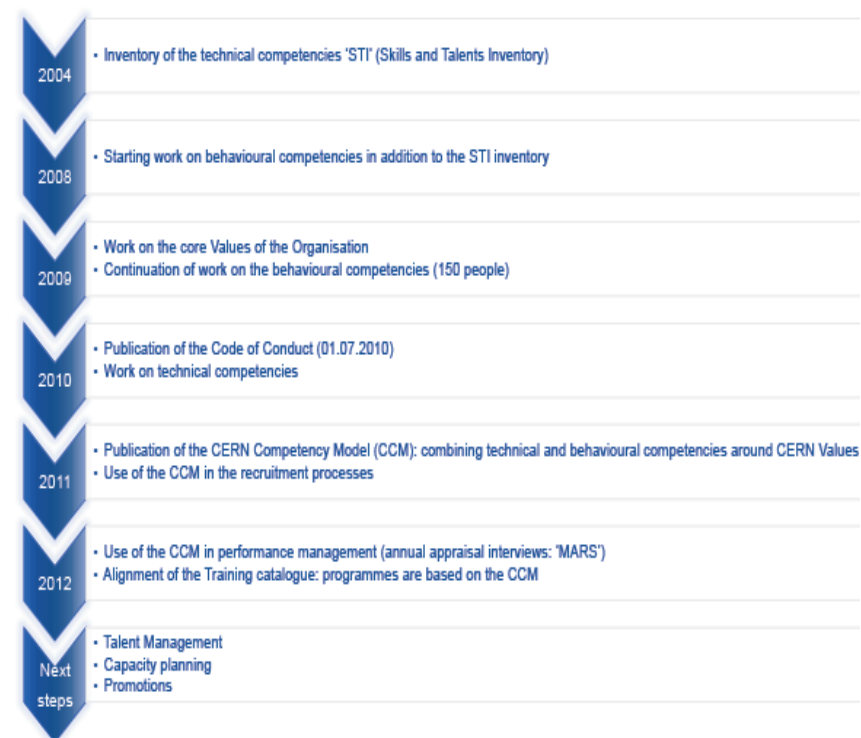 2004
▪ Inventory of the technical competencies 'STI' (Skills and Talents Inventory)
2008
▪ Starting work on behavioural competencies in addition to the STI inventory
2009
▪ Work on the core Values of the Organisation
▪ Continuation of work on the behavioural competencies (150 people)
2010
▪ Publication of the Code of Conduct (01.07.2010)
▪ Work on technical competencies
2011
▪ Publication of the CERN Competency Model (CCM): combining technical and behavioural competencies around CERN Values
▪ Use of the CCM in the recruitment processes
2012
▪ Use of the CCM in performance management (annual appraisal interviews: 'MARS')
▪ Alignment of the Training catalogue: programmes are based on the CCM
Next
steps
▪ Talent Management
▪ Capacity planning
▪ Promotions